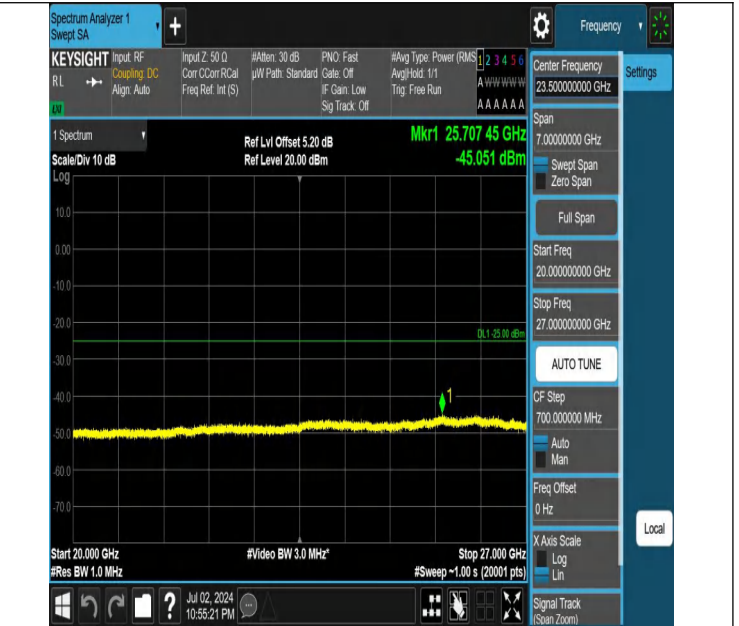 Spectrum Analyzer 1
Swept SA
+
Frequency
KEYSIGHT
RL
Input: RF
Coupling: DC
Align: Auto
Input Z: 50 Ω
Corr CCorr RCal
Freq Ref: Int (S)
#Atten: 30 dB
µW Path: Standard
PNO: Fast
Gate: Off
IF Gain: Low
Sig Track: Off
#Avg Type: Power (RMS
Avg|Hold: 1/1
Trig: Free Run
1 2 3 4 5 6
A W W W W W
A A A A A A
Center Frequency
23.500000000 GHz
Settings
Span
7.00000000 GHz
Swept Span
Zero Span
Full Span
Start Freq
20.000000000 GHz
Stop Freq
27.000000000 GHz
AUTO TUNE
CF Step
700.000000 MHz
Auto
Man
Freq Offset
0 Hz
X Axis Scale
Log
Lin
Signal Track
(Span Zoom)
Local
1 Spectrum
Scale/Div 10 dB
Log
Ref Lvl Offset 5.20 dB
Ref Level 20.00 dBm
Mkr1 25.707 45 GHz
-45.051 dBm
10.0
0.00
-10.0
-20.0
DL1 -25.00 dBm
-30.0
-40.0
1
-50.0
-60.0
-70.0
Start 20.000 GHz
#Res BW 1.0 MHz
#Video BW 3.0 MHz*
Stop 27.000 GHz
#Sweep ~1.00 s (20001 pts)
?
Jul 02, 2024
10:55:21 PM